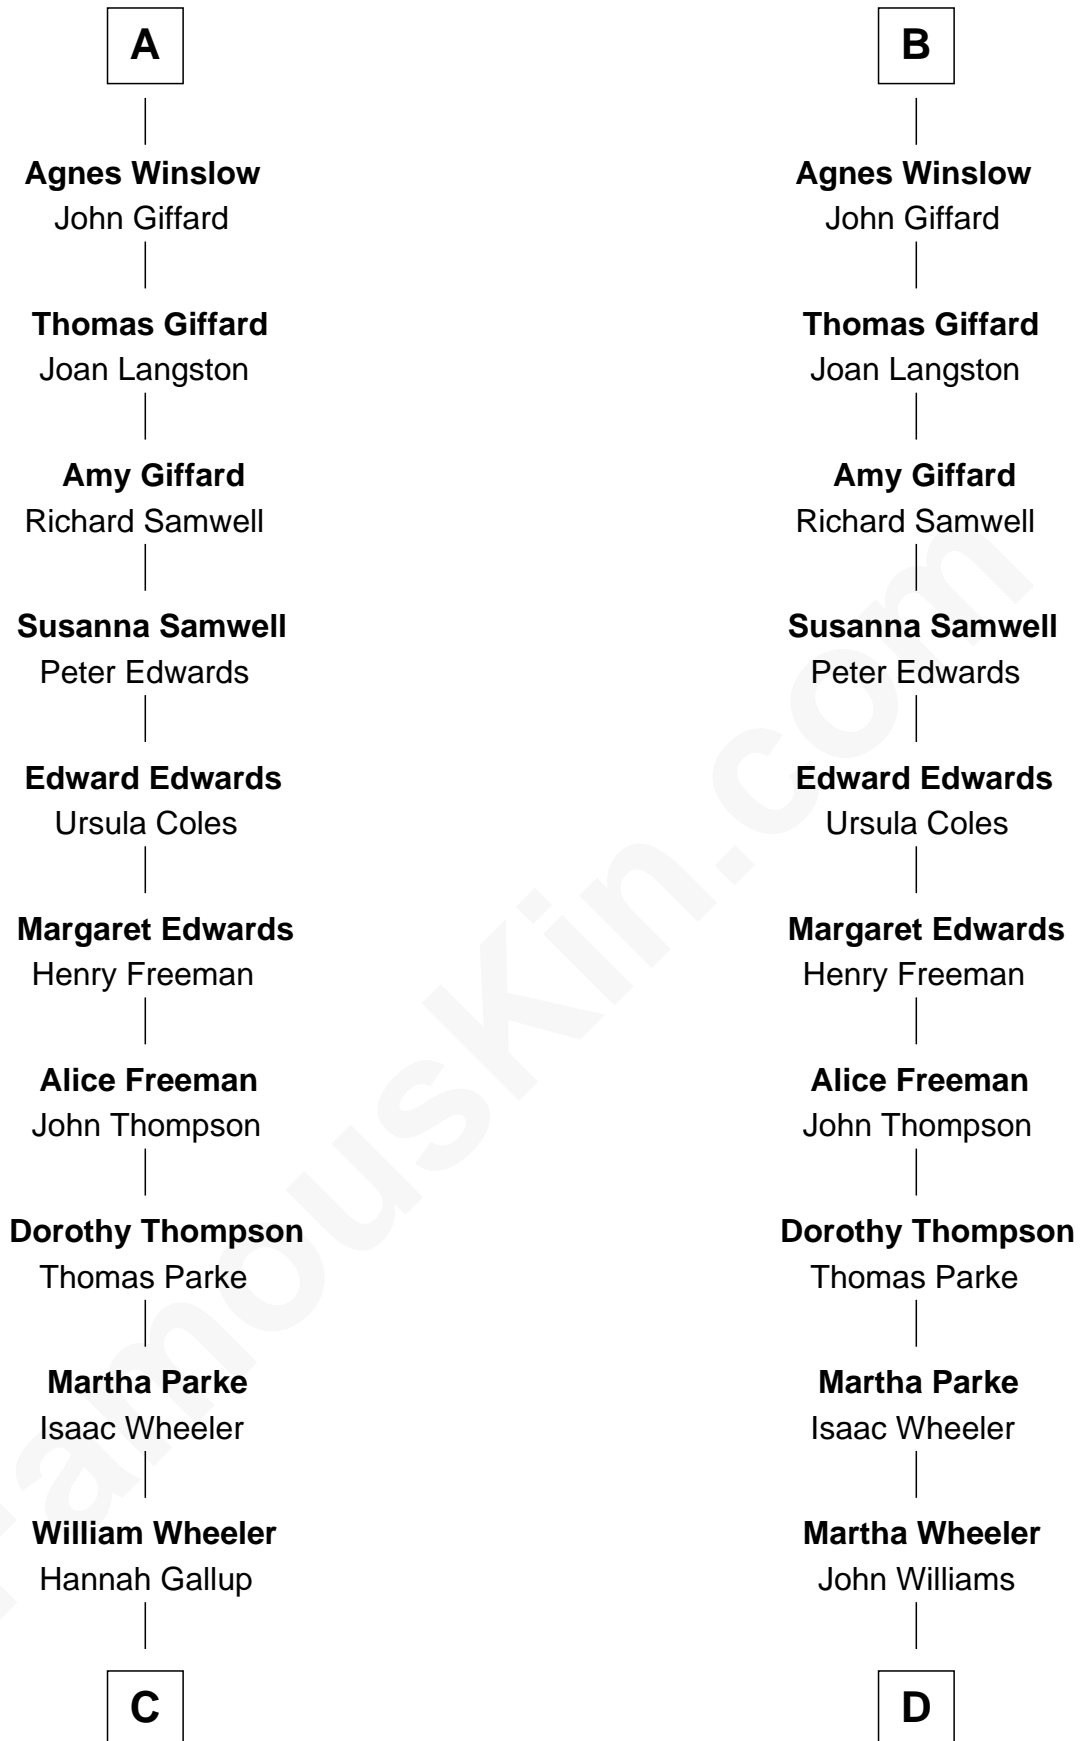 A
Agnes Winslow
John Giffard
Thomas Giffard
Joan Langston
Amy Giffard
Richard Samwell
Susanna Samwell
Peter Edwards
Edward Edwards
Ursula Coles
Margaret Edwards
Henry Freeman
Alice Freeman
John Thompson
Dorothy Thompson
Thomas Parke
Martha Parke
Isaac Wheeler
William Wheeler
Hannah Gallup
C
B
Agnes Winslow
John Giffard
Thomas Giffard
Joan Langston
Amy Giffard
Richard Samwell
Susanna Samwell
Peter Edwards
Edward Edwards
Ursula Coles
Margaret Edwards
Henry Freeman
Alice Freeman
John Thompson
Dorothy Thompson
Thomas Parke
Martha Parke
Isaac Wheeler
Martha Wheeler
John Williams
D
FamousKin.com